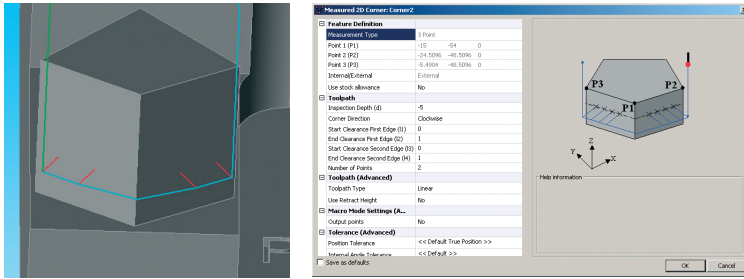 Measured 2D Corner: Corner2
Feature Definition
Measurement Type 3 Point
Point 1 (P1) -15 -54 0
Point 2 (P2) -24.5096 -48.5096 0
Point 3 (P3) -5.4904 -48.5096 0
Internal/External External
Use stock allowance No
Toolpath
Inspection Depth (d) -5
Corner Direction Clockwise
Start Clearance First Edge (l1) 0
End Clearance First Edge (l2) 1
Start Clearance Second Edge (l3) 0
End Clearance Second Edge (l4) 1
Number of Points 2
Toolpath (Advanced)
Toolpath Type Linear
Use Retract Height No
Macro Mode Settings (A...
Output points No
Tolerance (Advanced)
Position Tolerance << Default True Position >>
Internal Angle Tolerance << Default >>
Save as defaults
P3
P1
P2
Z
Y
X
Help information
OK Cancel